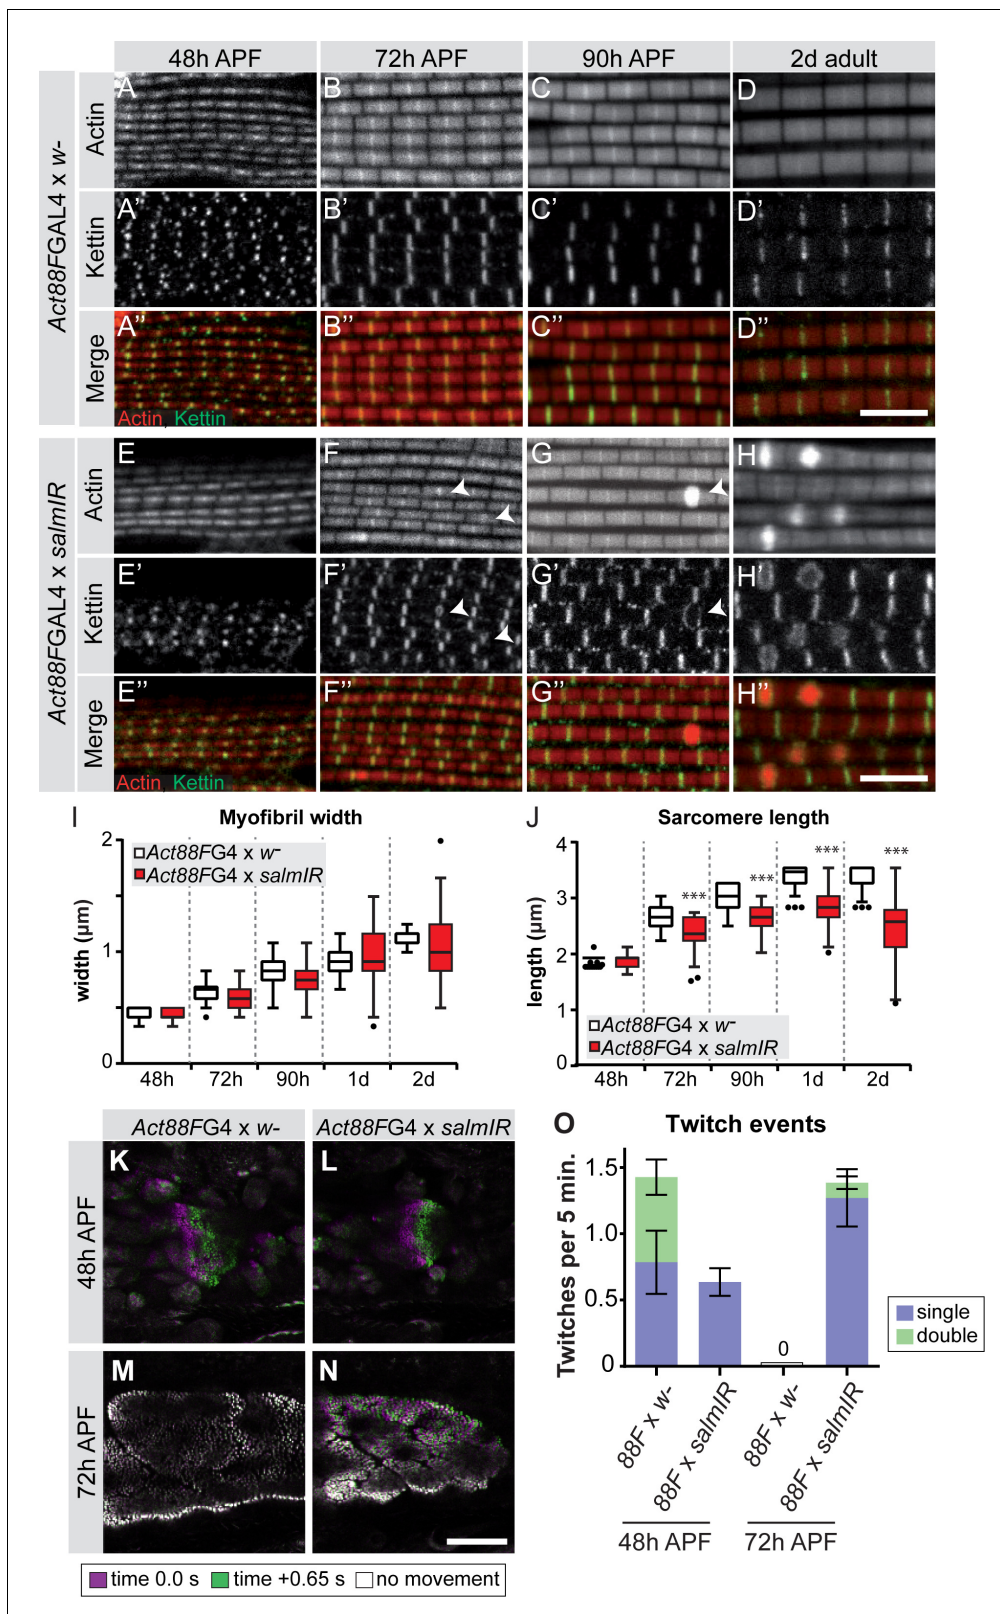 48h APF 72h APF 90h APF 2d adult
Act88FGAL4 x w-
Actin
A B C D
Kettin
A' B' C' D'
Merge
A'' B'' C'' D''
Actin, Kettin
Act88FGAL4 x salmIR
Actin
E F G H
Kettin
E' F' G' H'
Merge
E'' F'' G'' H''
Actin, Kettin
I Myofibril width
width (µm)
2
1
0
Act88FG4 x w-
Act88FG4 x salmIR
48h 72h 90h 1d 2d
J Sarcomere length
length (µm)
4
3
2
1
0
*** *** *** ***
Act88FG4 x w-
Act88FG4 x salmIR
48h 72h 90h 1d 2d
Act88FG4 x w- Act88FG4 x salmIR
48h APF
K L
72h APF
M N
time 0.0 s time +0.65 s no movement
O Twitch events
Twitches per 5 min.
1.5
1.0
0.5
0
0
single
double
88F x w-
88F x salmIR
88F x w-
88F x salmIR
48h APF 72h APF